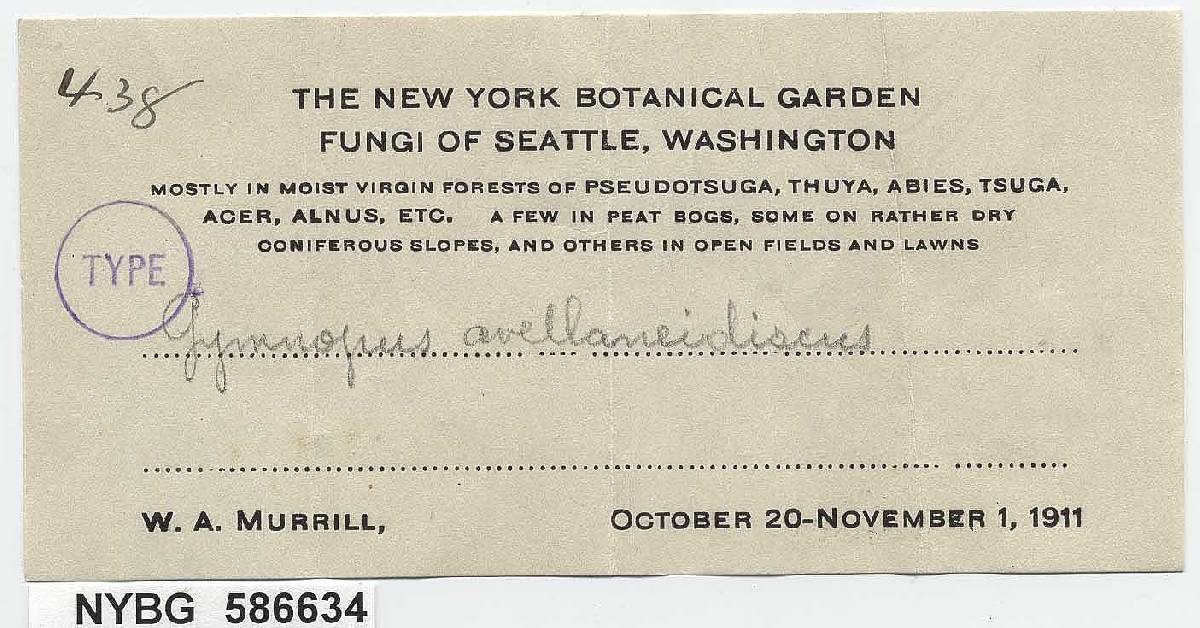 438
THE NEW YORK BOTANICAL GARDEN
FUNGI OF SEATTLE, WASHINGTON
MOSTLY IN MOIST VIRGIN FORESTS OF PSEUDOTSUGA, THUYA, ABIES, TSUGA,
ACER, ALNUS, ETC. A FEW IN PEAT BOGS, SOME ON RATHER DRY
CONIFEROUS SLOPES, AND OTHERS IN OPEN FIELDS AND LAWNS
TYPE
Gymnopus avellaneidiscus
W. A. MURRILL, OCTOBER 20-NOVEMBER 1, 1911
NYBG 586634